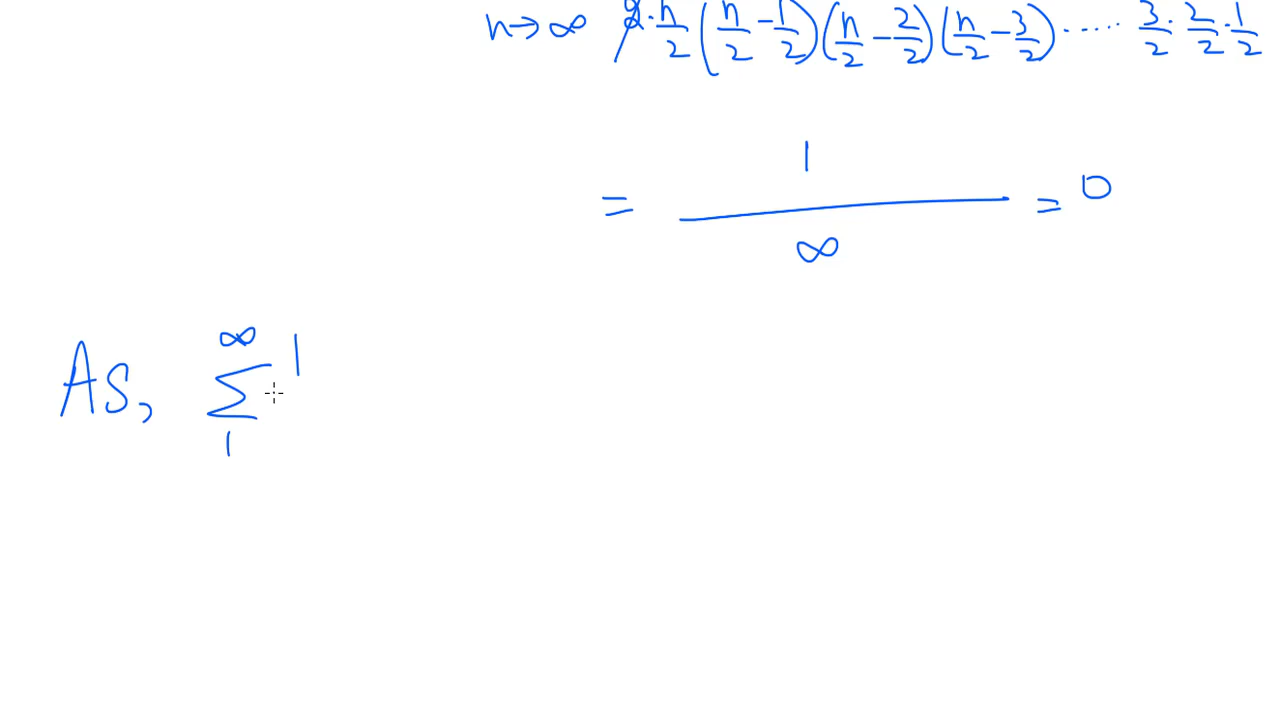 n→∞ 2·n/2(n/2 - 1/2)(n/2 - 2/2)(n/2 - 3/2)····· 3/2·2/2·1/2
= 1/∞ = 0
As, ∞∑1 1